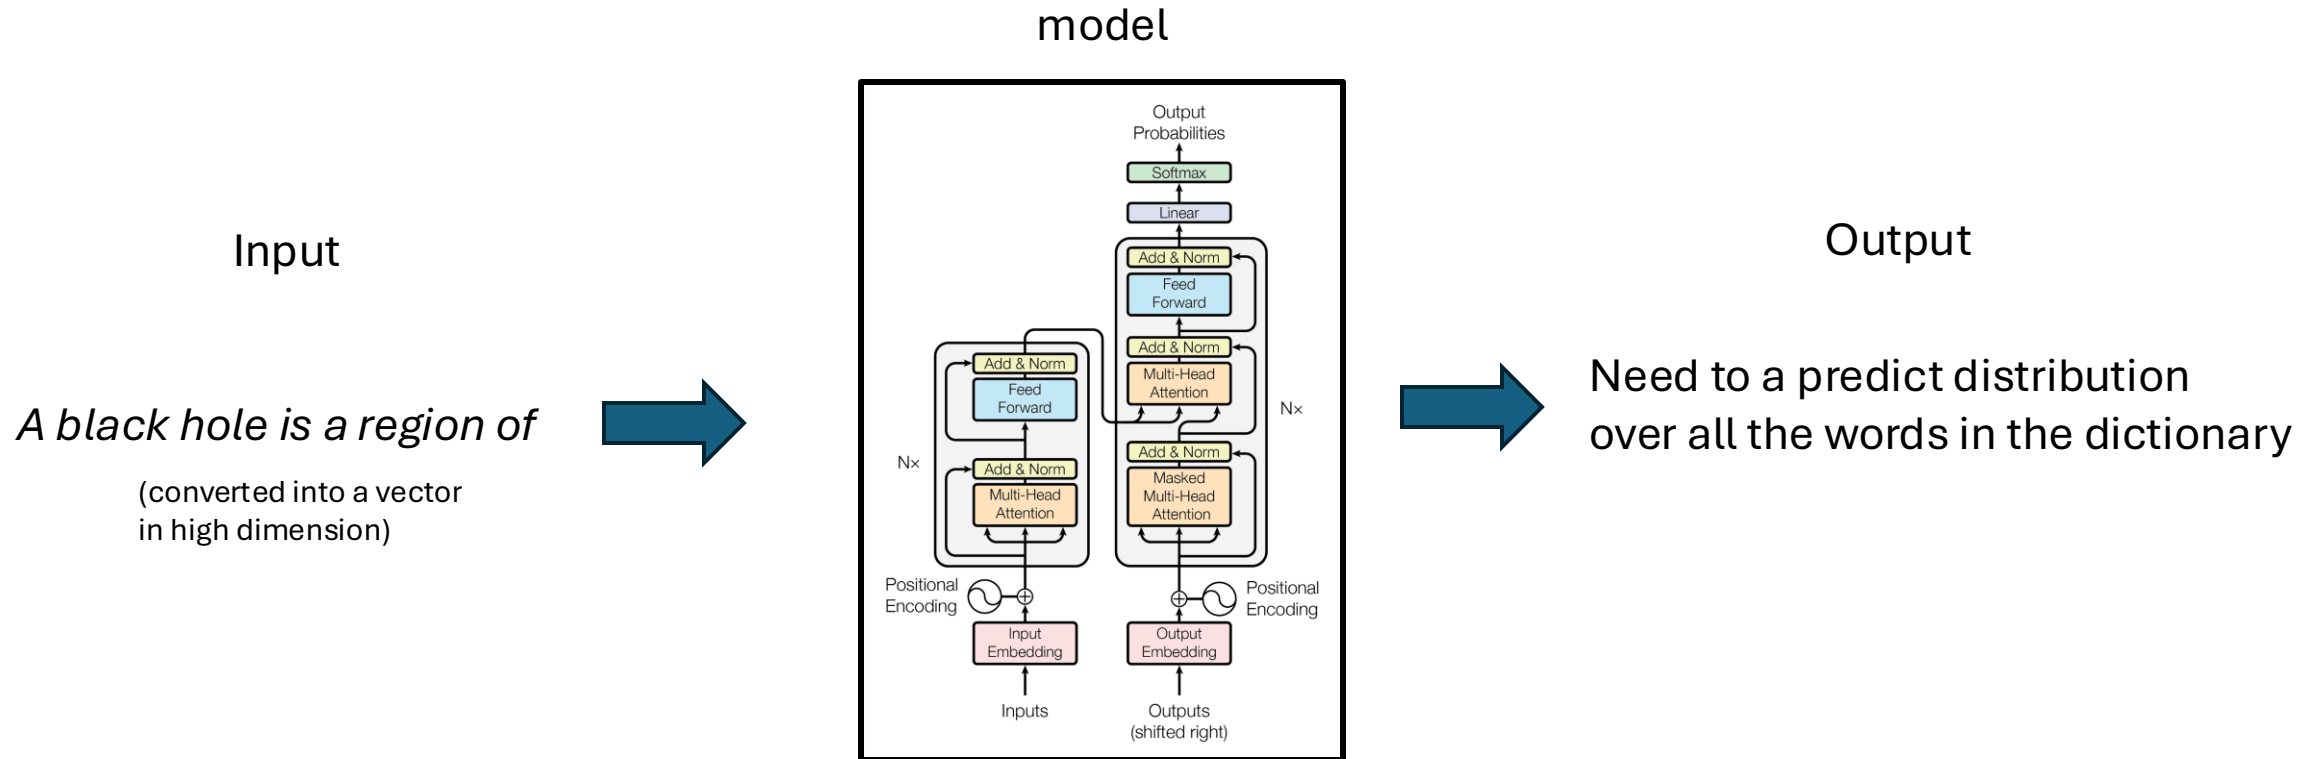 model
Input
A black hole is a region of
(converted into a vector
in high dimension)
Output
Probabilities
Softmax
Linear
Add & Norm
Feed
Forward
Add & Norm
Multi-Head
Attention
Add & Norm
Masked
Multi-Head
Attention
Nx
Add & Norm
Feed
Forward
Add & Norm
Multi-Head
Attention
Nx
Positional
Encoding
Positional
Encoding
Input
Embedding
Output
Embedding
Inputs
Outputs
(shifted right)
Output
Need to a predict distribution
over all the words in the dictionary